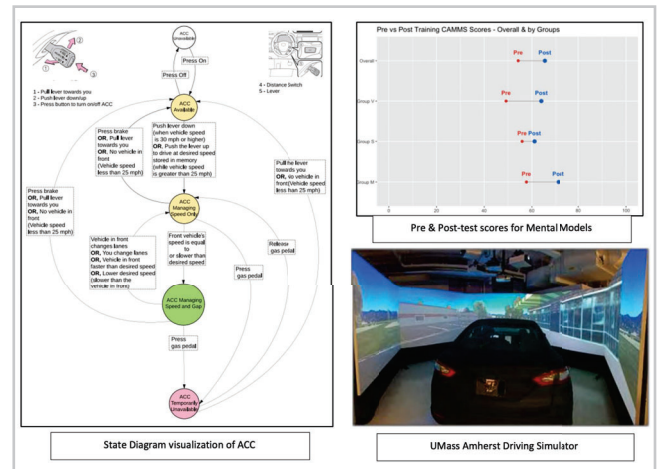 ACC
Unavailable
Press On
Press Off
1 - Pull lever towards you
2 - Push lever down/up
3 - Press button to turn on/off ACC
4 - Distance Switch
5 - Lever
ACC
Available
Press brake
OR, Pull lever
towards you
OR, No vehicle in
front
(Vehicle speed
less than 25 mph)
Push lever down
(when vehicle speed
is 30 mph or higher)
OR, Push the lever up
to drive at desired speed
stored in memory
(while vehicle speed
is greater than 25 mph)
Pull the lever
towards you
OR, No vehicle in
front(Vehicle speed
less than 25 mph)
Press brake
OR, Pull lever
towards you
OR, No vehicle in
front
(Vehicle speed
less than 25 mph)
ACC
Managing
Speed Only
Vehicle in front
changes lanes
OR, You change lanes
OR, Vehicle in front
faster than desired speed
OR, Lower desired speed
(slower than the
vehicle in front)
Front vehicle's
speed is equal
to
or slower than
desired speed
Release
gas pedal
Press
gas pedal
ACC Managing
Speed and Gap
Press
gas pedal
ACC
Temporarily
Unavailable
State Diagram visualization of ACC
Pre vs Post Training CAMMS Scores - Overall & by Groups
Overall
Pre Post
Group V
Pre Post
Group S
Pre Post
Group M
Pre Post
0 20 40 60 80 100
Pre & Post-test scores for Mental Models
UMass Amherst Driving Simulator